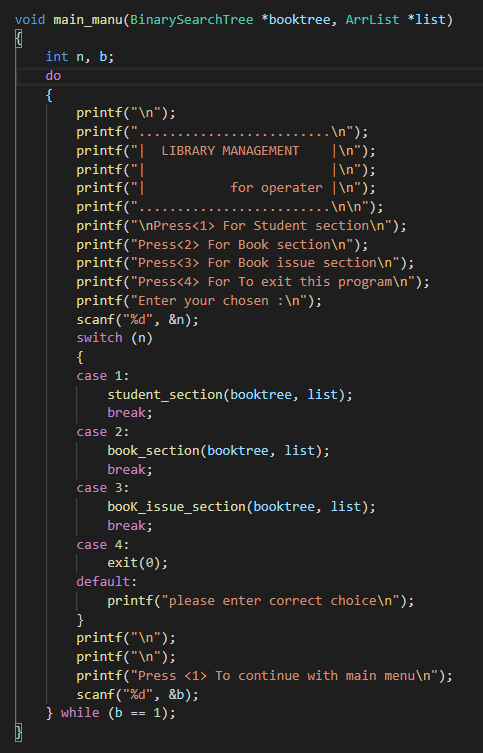 void main_manu(BinarySearchTree *booktree, ArrList *list)
{
    int n, b;
    do
    {
        printf("\n");
        printf(".........................\n");
        printf("|  LIBRARY MANAGEMENT    |\n");
        printf("|                        |\n");
        printf("|           for operater |\n");
        printf(".........................\n\n");
        printf("\nPress<1> For Student section\n");
        printf("Press<2> For Book section\n");
        printf("Press<3> For Book issue section\n");
        printf("Press<4> For To exit this program\n");
        printf("Enter your chosen :\n");
        scanf("%d", &n);
        switch (n)
        {
        case 1:
            student_section(booktree, list);
            break;
        case 2:
            book_section(booktree, list);
            break;
        case 3:
            booK_issue_section(booktree, list);
            break;
        case 4:
            exit(0);
        default:
            printf("please enter correct choice\n");
        }
        printf("\n");
        printf("\n");
        printf("Press <1> To continue with main menu\n");
        scanf("%d", &b);
    } while (b == 1);
}